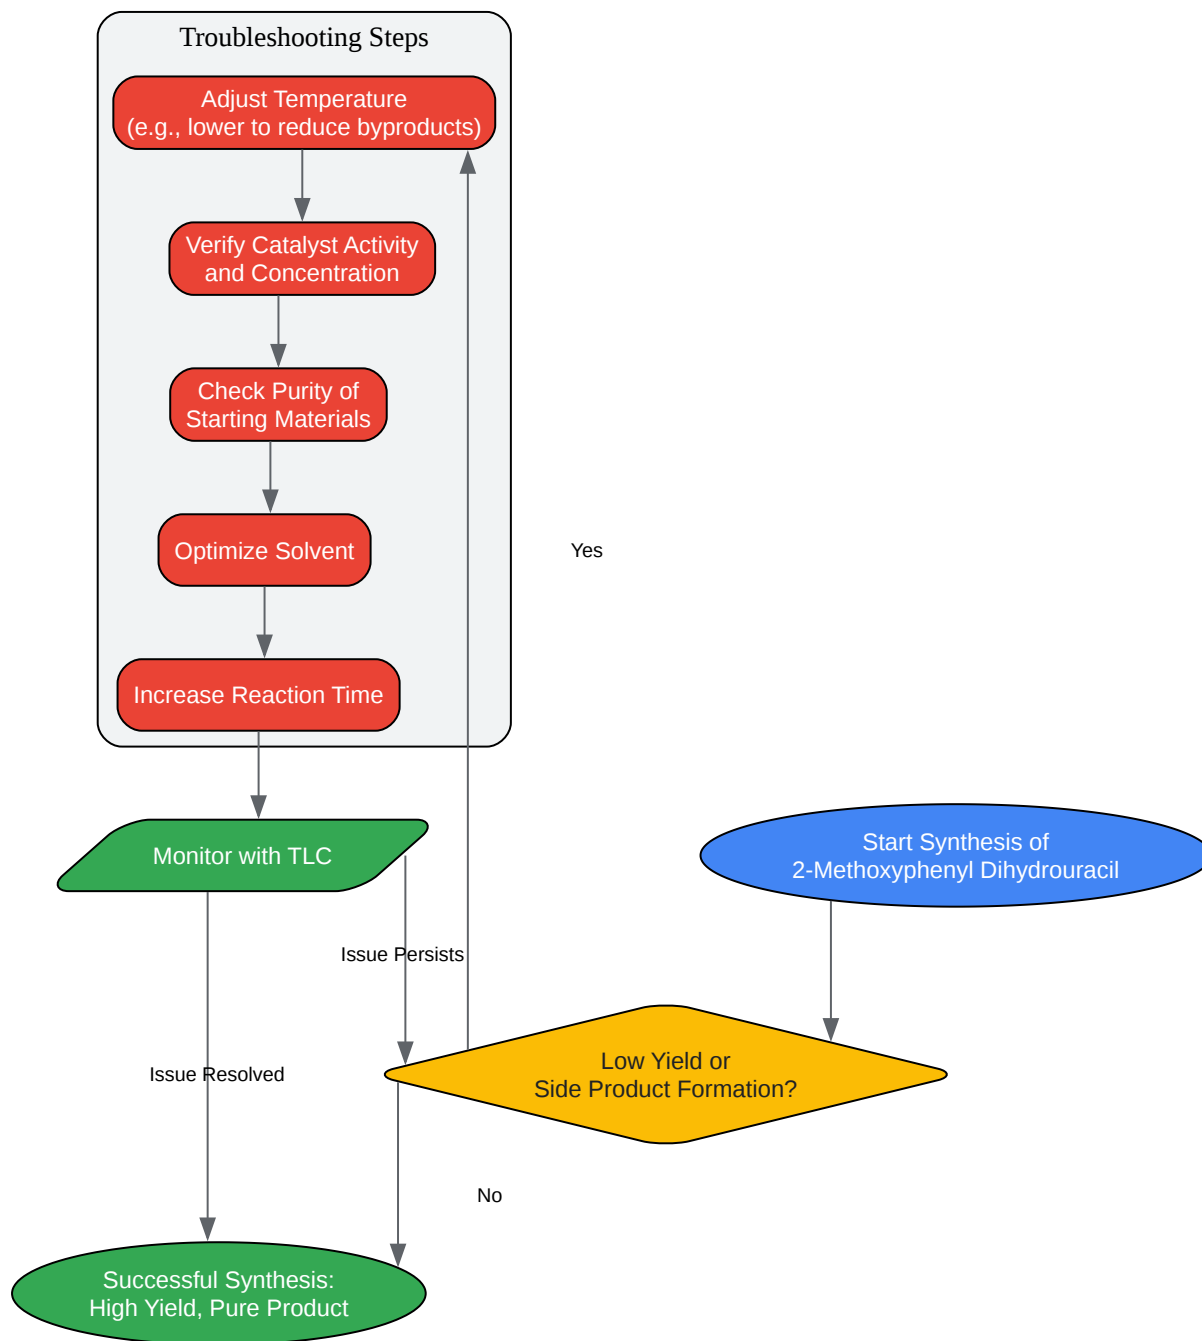 Troubleshooting Steps
Adjust Temperature
(e.g., lower to reduce byproducts)
Verify Catalyst Activity
and Concentration
Check Purity of
Starting Materials
Optimize Solvent
Yes
Increase Reaction Time
Monitor with TLC
Start Synthesis of
2-Methoxyphenyl Dihydrouracil
Issue Persists
Low Yield or
Side Product Formation?
Issue Resolved
No
Successful Synthesis:
High Yield, Pure Product